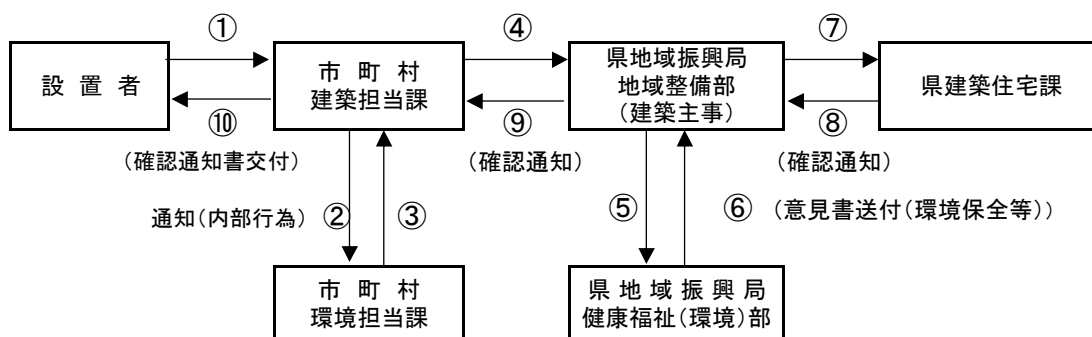 ①
④
⑦
設置者
市町村
建築担当課
県地域振興局
地域整備部
(建築主事)
県建築住宅課
⑩
⑨
⑧
(確認通知書交付)
(確認通知)
(確認通知)
通知(内部行為)
②
③
⑤
⑥
(意見書送付(環境保全等))
市町村
環境担当課
県地域振興局
健康福祉(環境)部